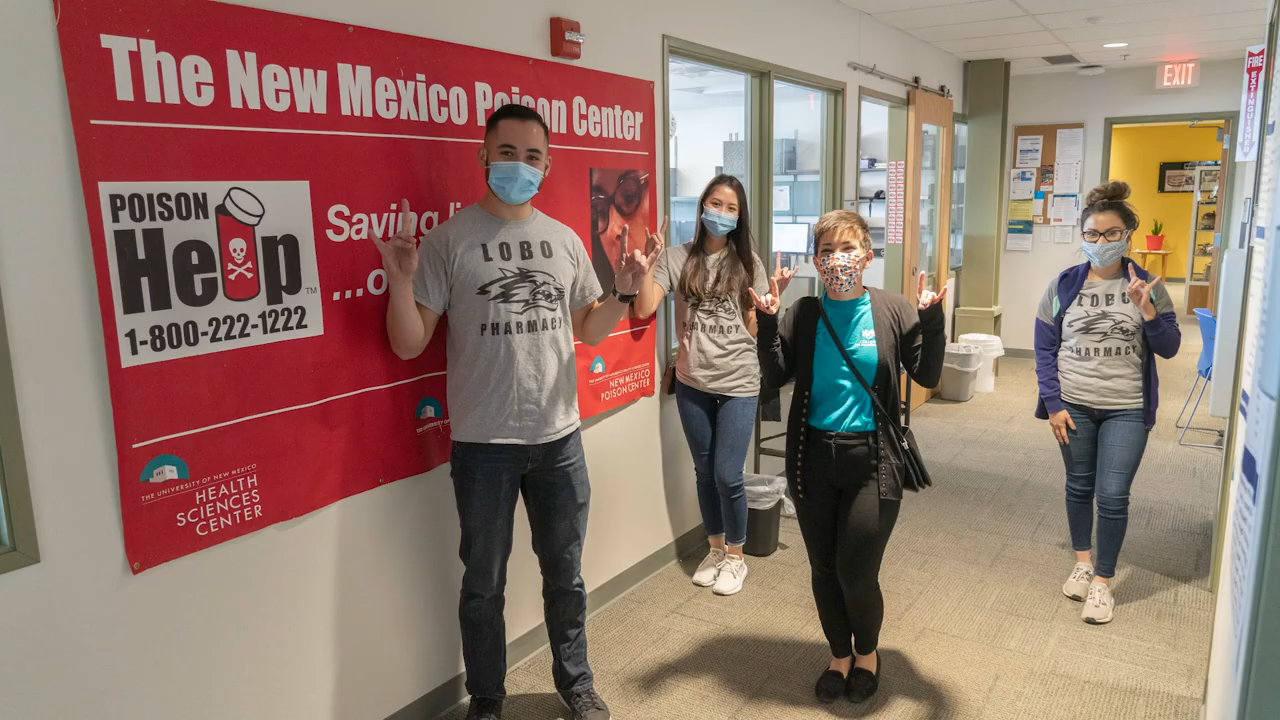 The New Mexico Poison Center
POISON
Help
TM
1-800-222-1222
Saving
...o
THE UNIVERSITY OF NEW MEXICO
HEALTH
SCIENCES
CENTER
NEW MEXICO
POISON CENTER
LOBO
PHARMACY
PHARMACY
LOBO
PHARMACY
EXIT
FIRE
EXTINGUISHER